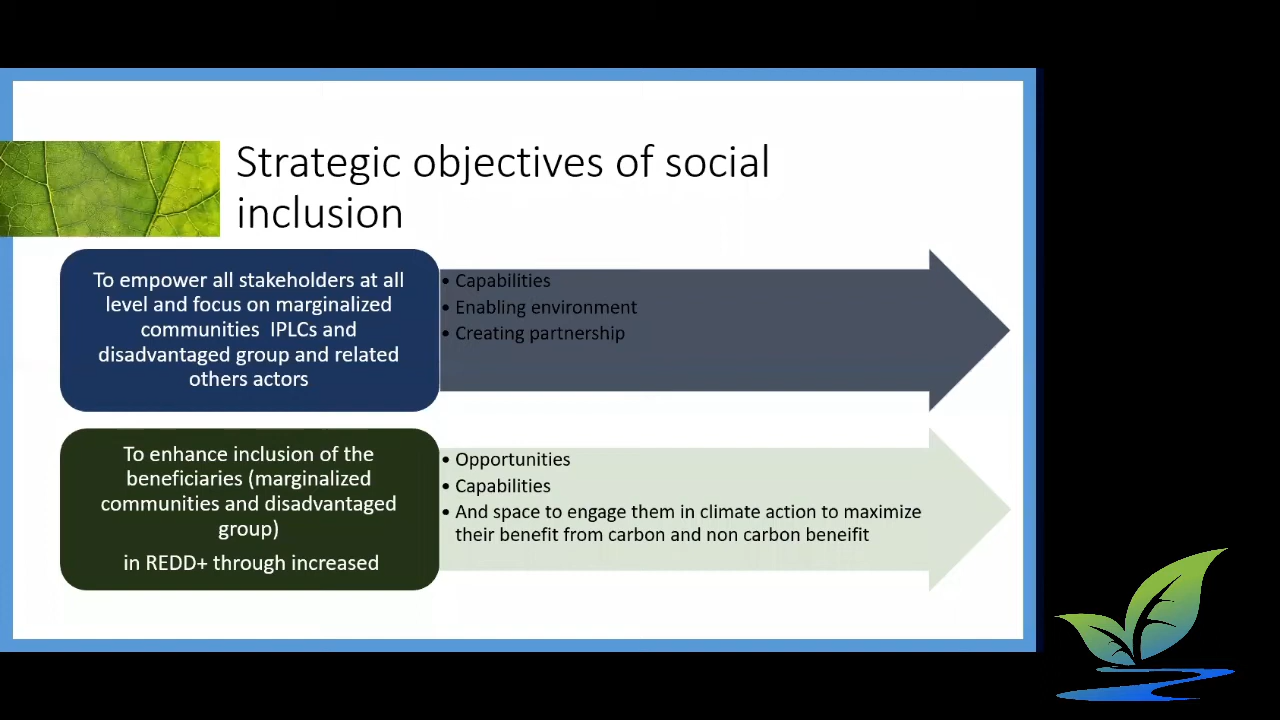 Strategic objectives of social
inclusion
To empower all stakeholders at all
level and focus on marginalized
communities IPLCs and
disadvantaged group and related
others actors
• Capabilities
• Enabling environment
• Creating partnership
To enhance inclusion of the
beneficiaries (marginalized
communities and disadvantaged
group)
in REDD+ through increased
• Opportunities
• Capabilities
• And space to engage them in climate action to maximize
their benefit from carbon and non carbon beneifit